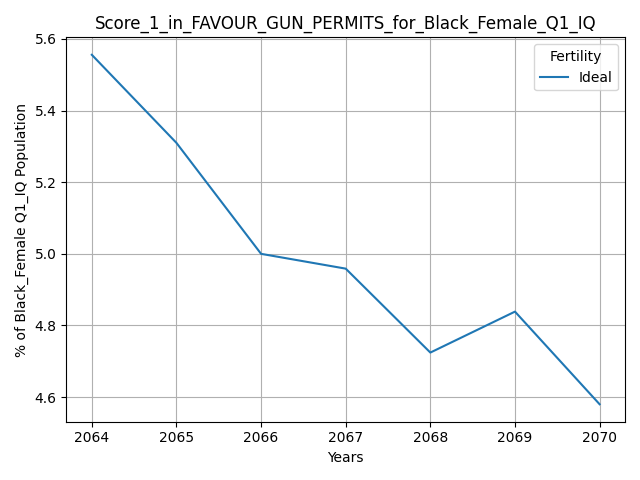 Score_1_in_FAVOUR_GUN_PERMITS_for_Black_Female_Q1_IQ
Fertility
Ideal
% of Black_Female Q1_IQ Population
5.6
5.4
5.2
5.0
4.8
4.6
2064 2065 2066 2067 2068 2069 2070
Years